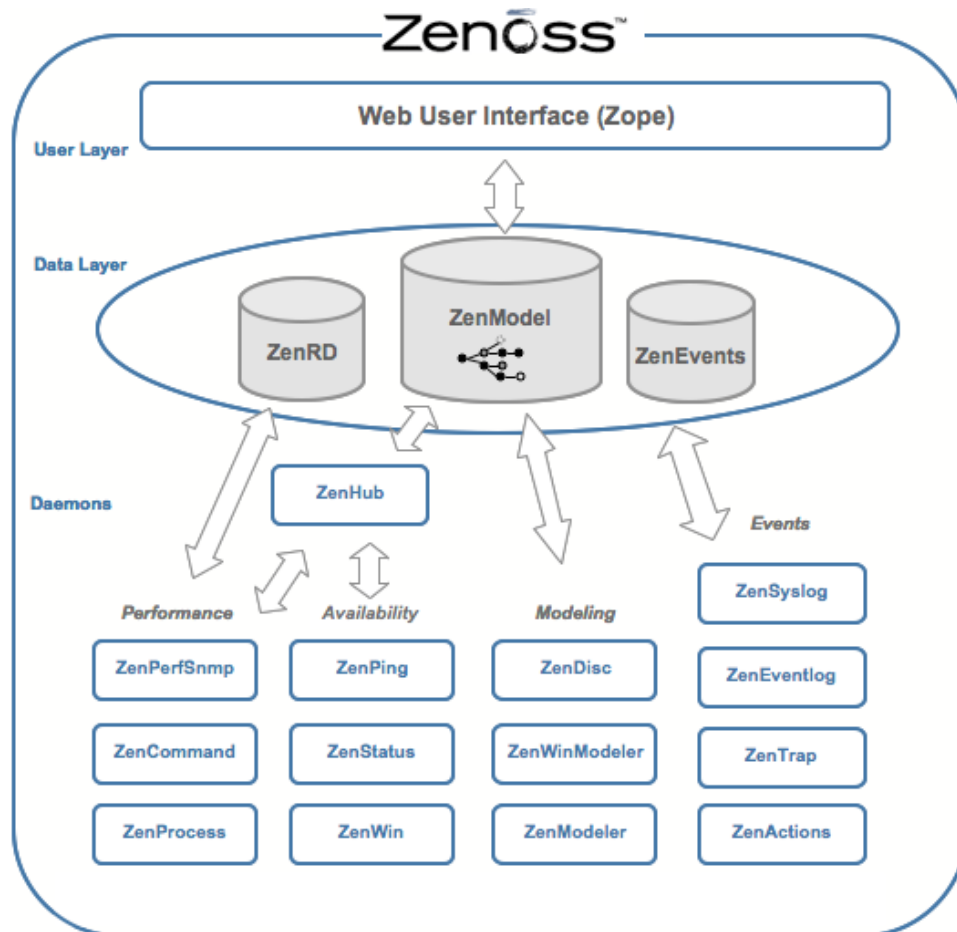 Zenōss™
Web User Interface (Zope)
User Layer
Data Layer
ZenRD
ZenModel
ZenEvents
Daemons
ZenHub
Events
Performance
Availability
Modeling
ZenSyslog
ZenPerfSnmp
ZenPing
ZenDisc
ZenEventlog
ZenCommand
ZenStatus
ZenWinModeler
ZenTrap
ZenProcess
ZenWin
ZenModeler
ZenActions